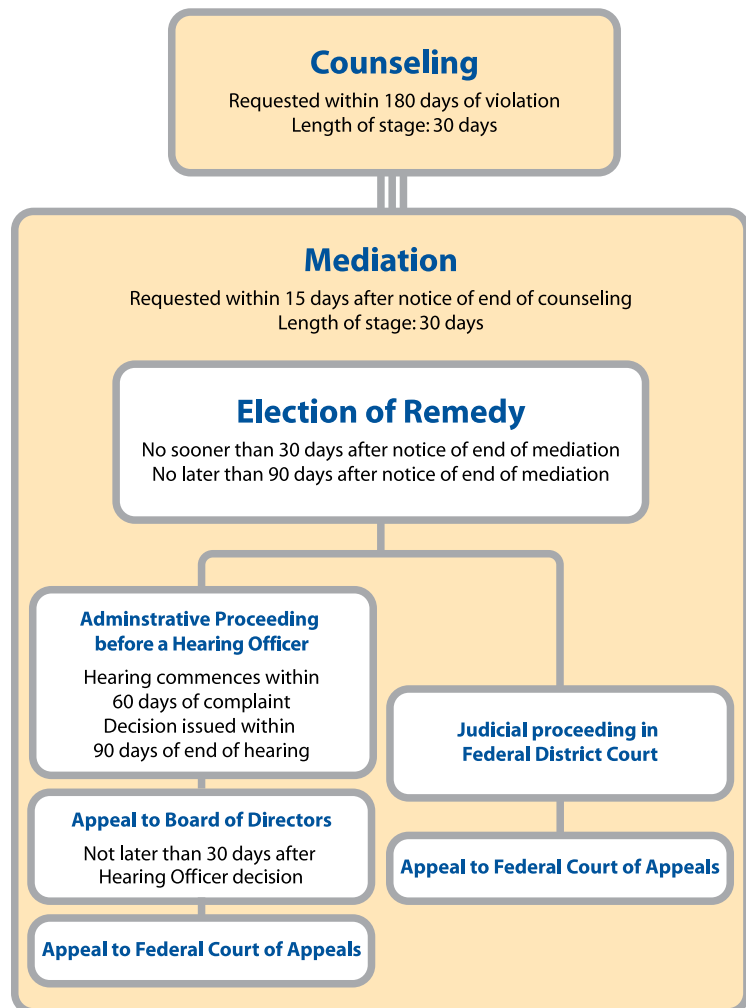 Counseling
Requested within 180 days of violation
Length of stage: 30 days
Mediation
Requested within 15 days after notice of end of counseling
Length of stage: 30 days
Election of Remedy
No sooner than 30 days after notice of end of mediation
No later than 90 days after notice of end of mediation
Adminstrative Proceeding
before a Hearing Officer
Hearing commences within
60 days of complaint
Decision issued within
90 days of end of hearing
Appeal to Board of Directors
Not later than 30 days after
Hearing Officer decision
Appeal to Federal Court of Appeals
Judicial proceeding in
Federal District Court
Appeal to Federal Court of Appeals